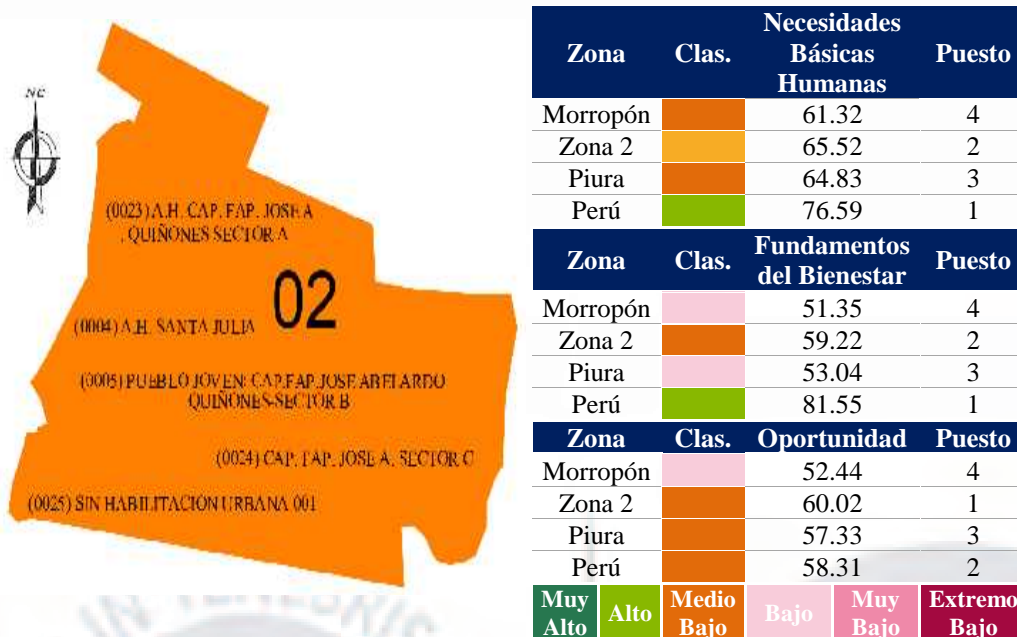 NC
(0023) A.H. CAP. FAP. JOSE A
. QUIÑONES SECTOR A
02
(0004) A.H. SANTA JULIA
(0005) PUEBLO JOVEN: CAP.FAP.JOSE ABELARDO
QUIÑONES-SECTOR B
(0024) CAP. FAP. JOSE A. SECTOR C
(0025) SIN HABILITACIÓN URBANA 001
Zona Clas. Necesidades Básicas Humanas Puesto
Morropón 61.32 4
Zona 2 65.52 2
Piura 64.83 3
Perú 76.59 1
Zona Clas. Fundamentos del Bienestar Puesto
Morropón 51.35 4
Zona 2 59.22 2
Piura 53.04 3
Perú 81.55 1
Zona Clas. Oportunidad Puesto
Morropón 52.44 4
Zona 2 60.02 1
Piura 57.33 3
Perú 58.31 2
Muy Alto Alto Medio Bajo Bajo Muy Bajo Extremo Bajo